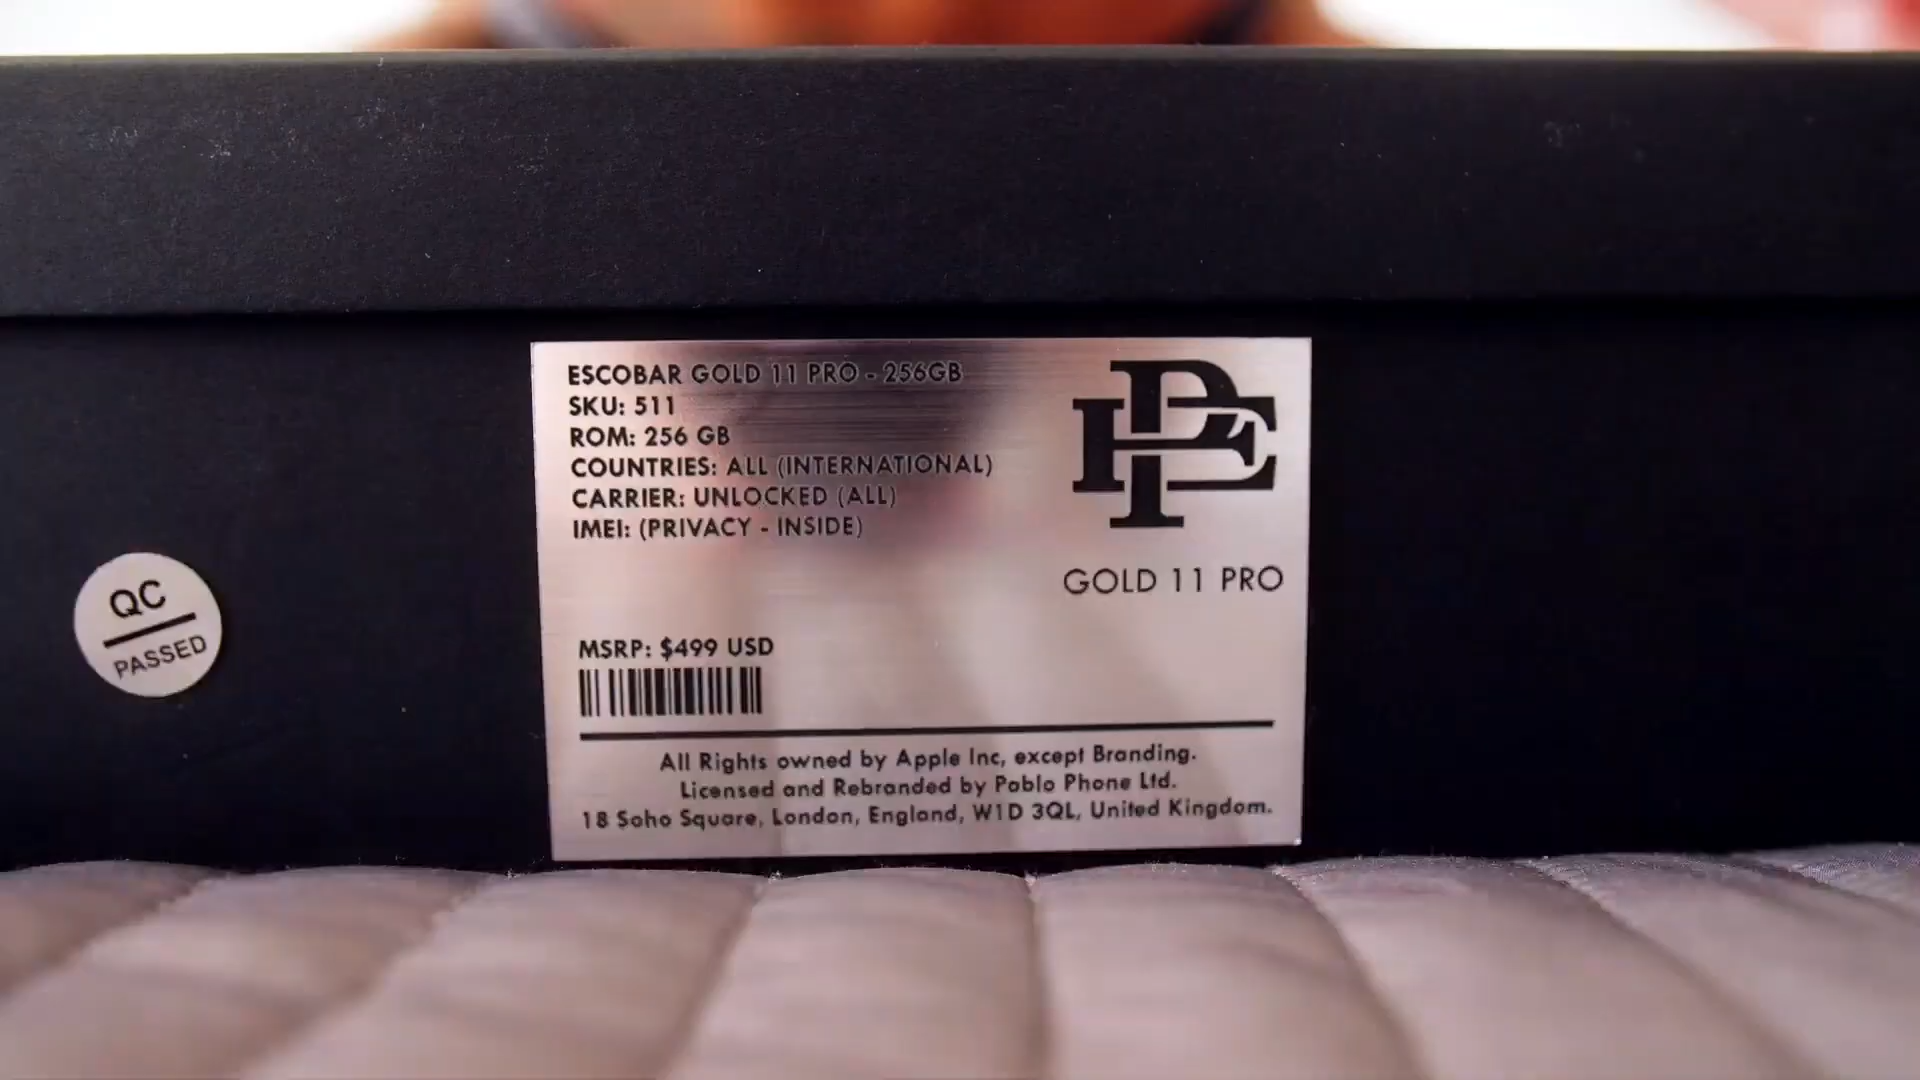 ESCOBAR GOLD 11 PRO - 256GB
SKU: 511
ROM: 256 GB
COUNTRIES: ALL (INTERNATIONAL)
CARRIER: UNLOCKED (ALL)
IMEI: (PRIVACY - INSIDE)
PE
GOLD 11 PRO
QC
PASSED
MSRP: $499 USD
All Rights owned by Apple Inc, except Branding.
Licensed and Rebranded by Pablo Phone Ltd.
18 Soho Square, London, England, W1D 3QL, United Kingdom.